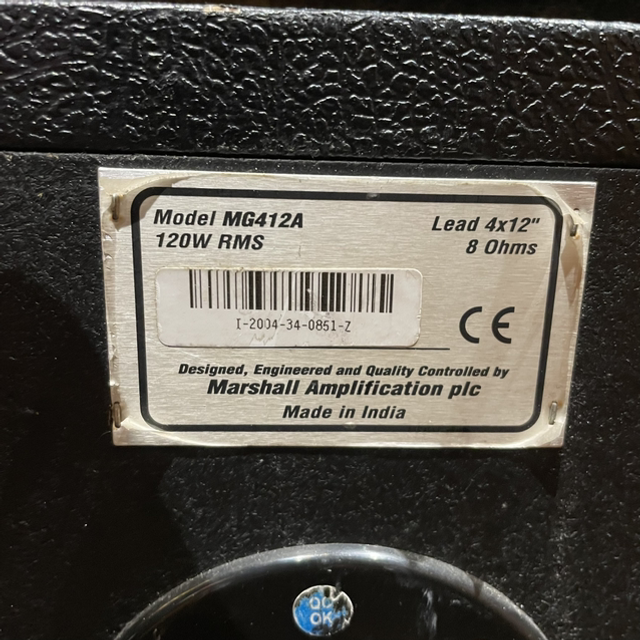 Model MG412A
120W RMS
Lead 4x12"
8 Ohms
I-2004-34-0851-Z
CE
Designed, Engineered and Quality Controlled by
Marshall Amplification plc
Made in India
QC
OK